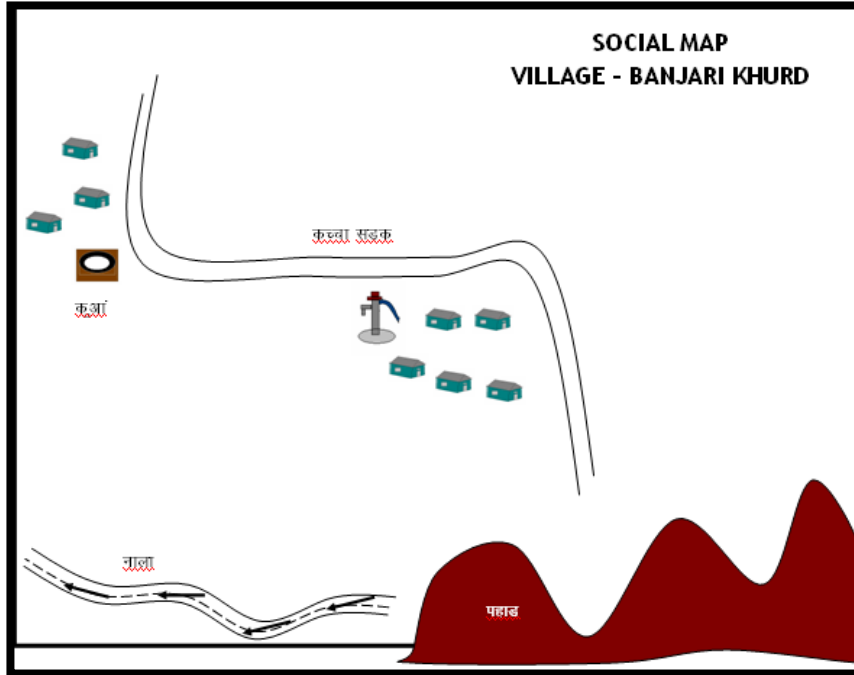 SOCIAL MAP
VILLAGE - BANJARI KHURD
कच्चा सड़क
कुआं
नाला
पहाड